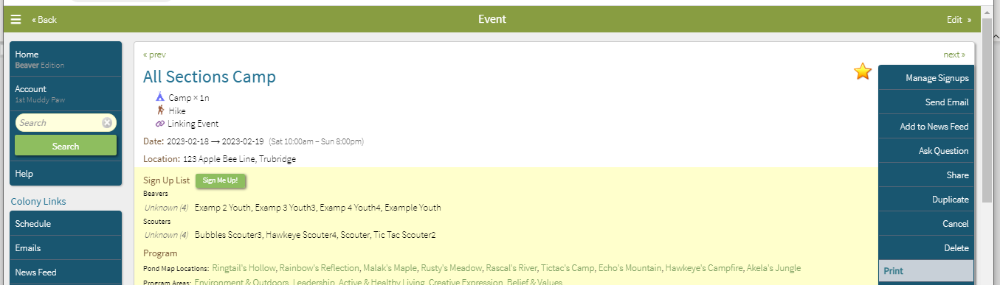 « Back
Event
Edit »
Home
Beaver Edition
Account
1st Muddy Paw
Search
Search
Help
Colony Links
Schedule
Emails
News Feed
« prev
next »
All Sections Camp
Camp × 1n
Hike
Linking Event
Date: 2023-02-18 → 2023-02-19 (Sat 10:00am – Sun 8:00pm)
Location: 123 Apple Bee Line, Trubridge
Sign Up List Sign Me Up!
Beavers
Unknown (4) Examp 2 Youth, Examp 3 Youth3, Examp 4 Youth4, Example Youth
Scouters
Unknown (4) Bubbles Scouter3, Hawkeye Scouter4, Scouter, Tic Tac Scouter2
Program
Pond Map Locations: Ringtail's Hollow, Rainbow's Reflection, Malak's Maple, Rusty's Meadow, Rascal's River, Tictac's Camp, Echo's Mountain, Hawkeye's Campfire, Akela's Jungle
Program Areas: Environment & Outdoors, Leadership, Active & Healthy Living, Creative Expression, Belief & Values
Manage Signups
Send Email
Add to News Feed
Ask Question
Share
Duplicate
Cancel
Delete
Print